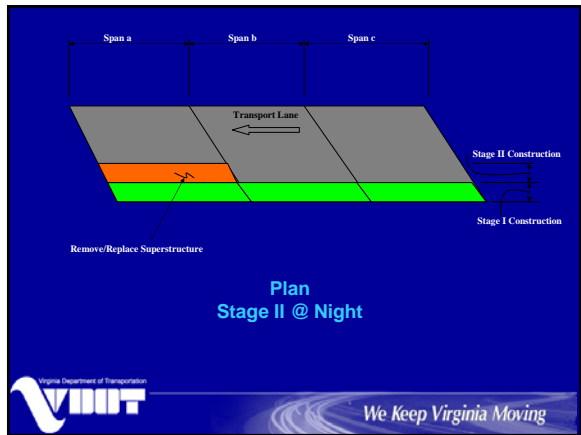 Span a
Span b
Span c
Transport Lane
Stage II Construction
Stage I Construction
Remove/Replace Superstructure
Plan
Stage II @ Night
Virginia Department of Transportation
VDOT
We Keep Virginia Moving